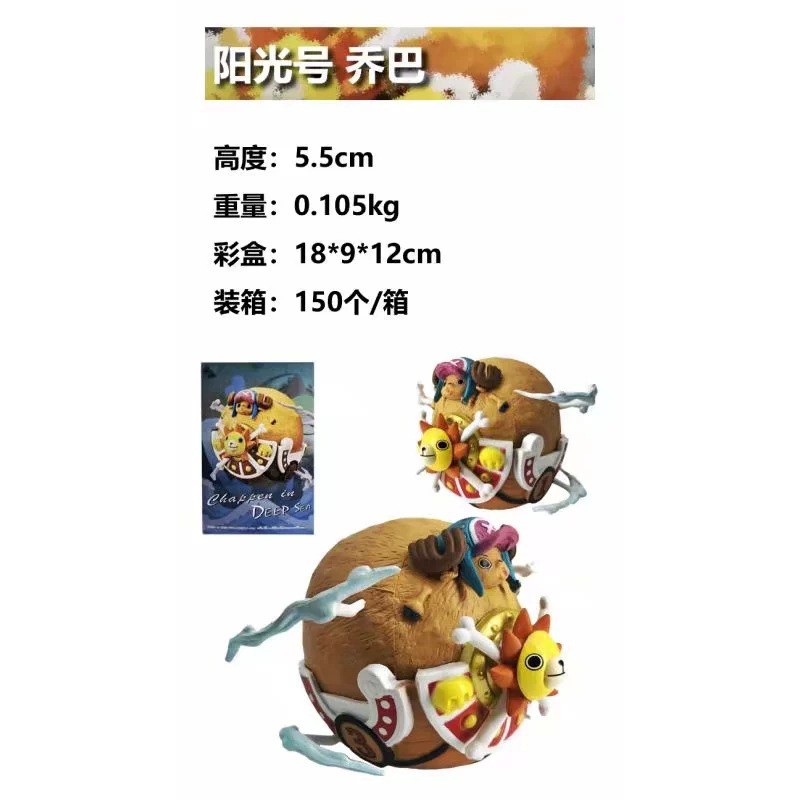 阳光号 乔巴
高度：5.5cm
重量：0.105kg
彩盒：18*9*12cm
装箱：150个/箱
Chappen in
DEEP SEA